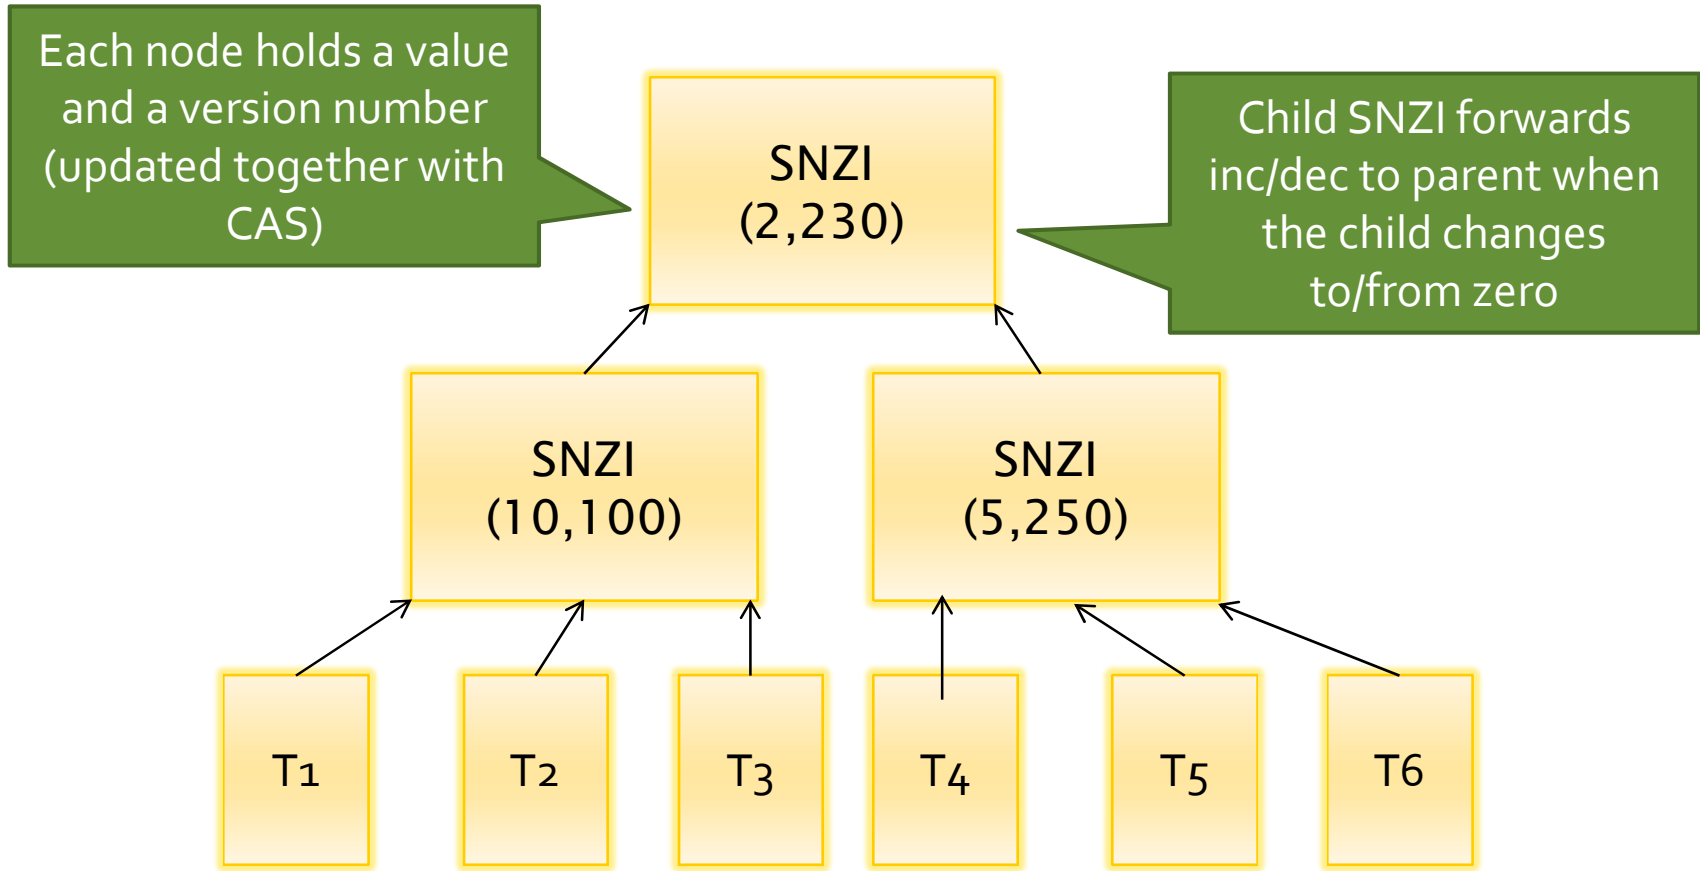 Each node holds a value
and a version number
(updated together with
CAS)
SNZI
(2,230)
Child SNZI forwards
inc/dec to parent when
the child changes
to/from zero
SNZI
(10,100)
SNZI
(5,250)
T1
T2
T3
T4
T5
T6